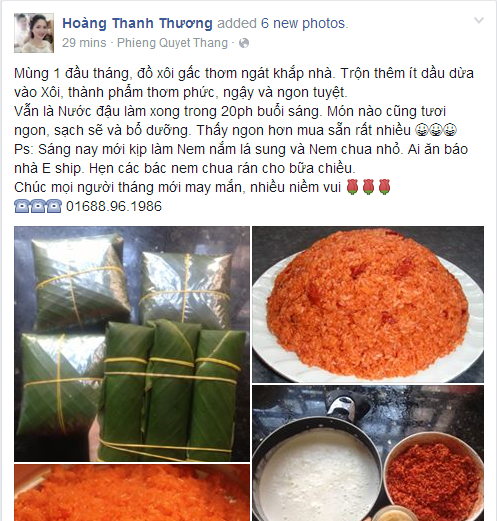 Hoàng Thanh Thương added 6 new photos.
29 mins · Phieng Quyet Thang ·
Mùng 1 đầu tháng, đồ xôi gấc thơm ngát khắp nhà. Trộn thêm ít dầu dừa
vào Xôi, thành phẩm thơm phức, ngậy và ngon tuyệt.
Vẫn là Nước đậu làm xong trong 20ph buổi sáng. Món nào cũng tươi
ngon, sạch sẽ và bổ dưỡng. Thấy ngon hơn mua sẵn rất nhiều 😀😀😀
Ps: Sáng nay mới kịp làm Nem nắm lá sung và Nem chua nhỏ. Ai ăn báo
nhà E ship. Hẹn các bác nem chua rán cho bữa chiều.
Chúc mọi người tháng mới may mắn, nhiều niềm vui 🌹🌹🌹
☎☎☎ 01688.96.1986